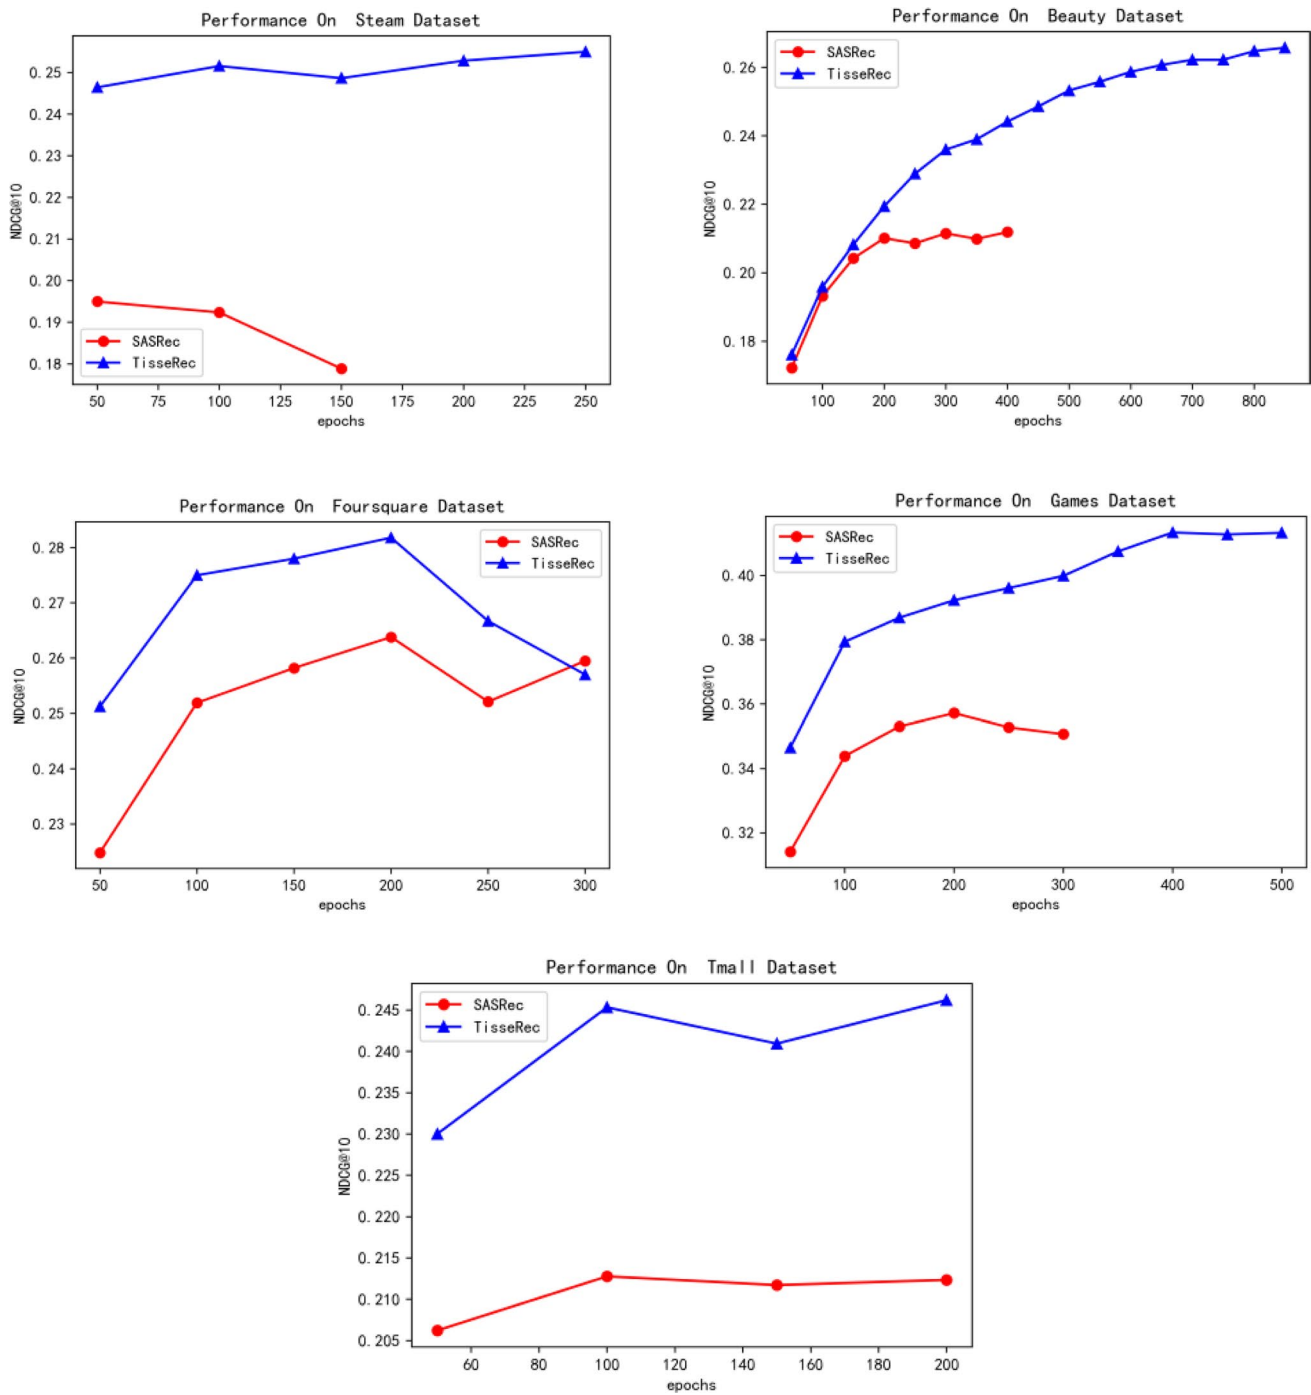 Performance On  Steam Dataset
0.25
0.24
0.23
0.22
0.21
0.20
0.19
0.18
NDCG@10
SASRec
TisseRec
50 75 100 125 150 175 200 225 250
epochs
Performance On  Beauty Dataset
SASRec
TisseRec
0.26
0.24
0.22
0.20
0.18
NDCG@10
100 200 300 400 500 600 700 800
epochs
Performance On  Foursquare Dataset
SASRec
TisseRec
0.28
0.27
0.26
0.25
0.24
0.23
NDCG@10
50 100 150 200 250 300
epochs
Performance On  Games Dataset
SASRec
TisseRec
0.40
0.38
0.36
0.34
0.32
NDCG@10
100 200 300 400 500
epochs
Performance On  Tmall Dataset
SASRec
TisseRec
0.245
0.240
0.235
0.230
0.225
0.220
0.215
0.210
0.205
NDCG@10
60 80 100 120 140 160 180 200
epochs